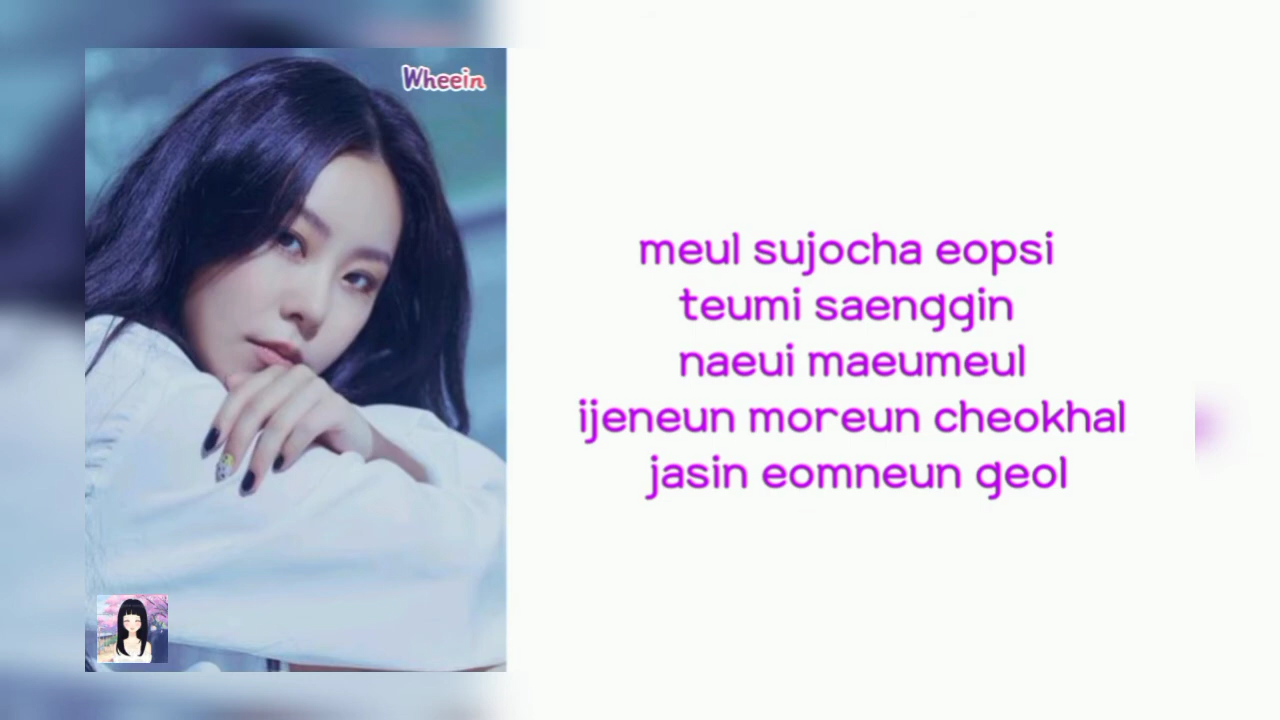 Wheein
meul sujocha eopsi
teumi saenggin
naeui maeumeul
ijeneun moreun cheokhal
jasin eomneun geol